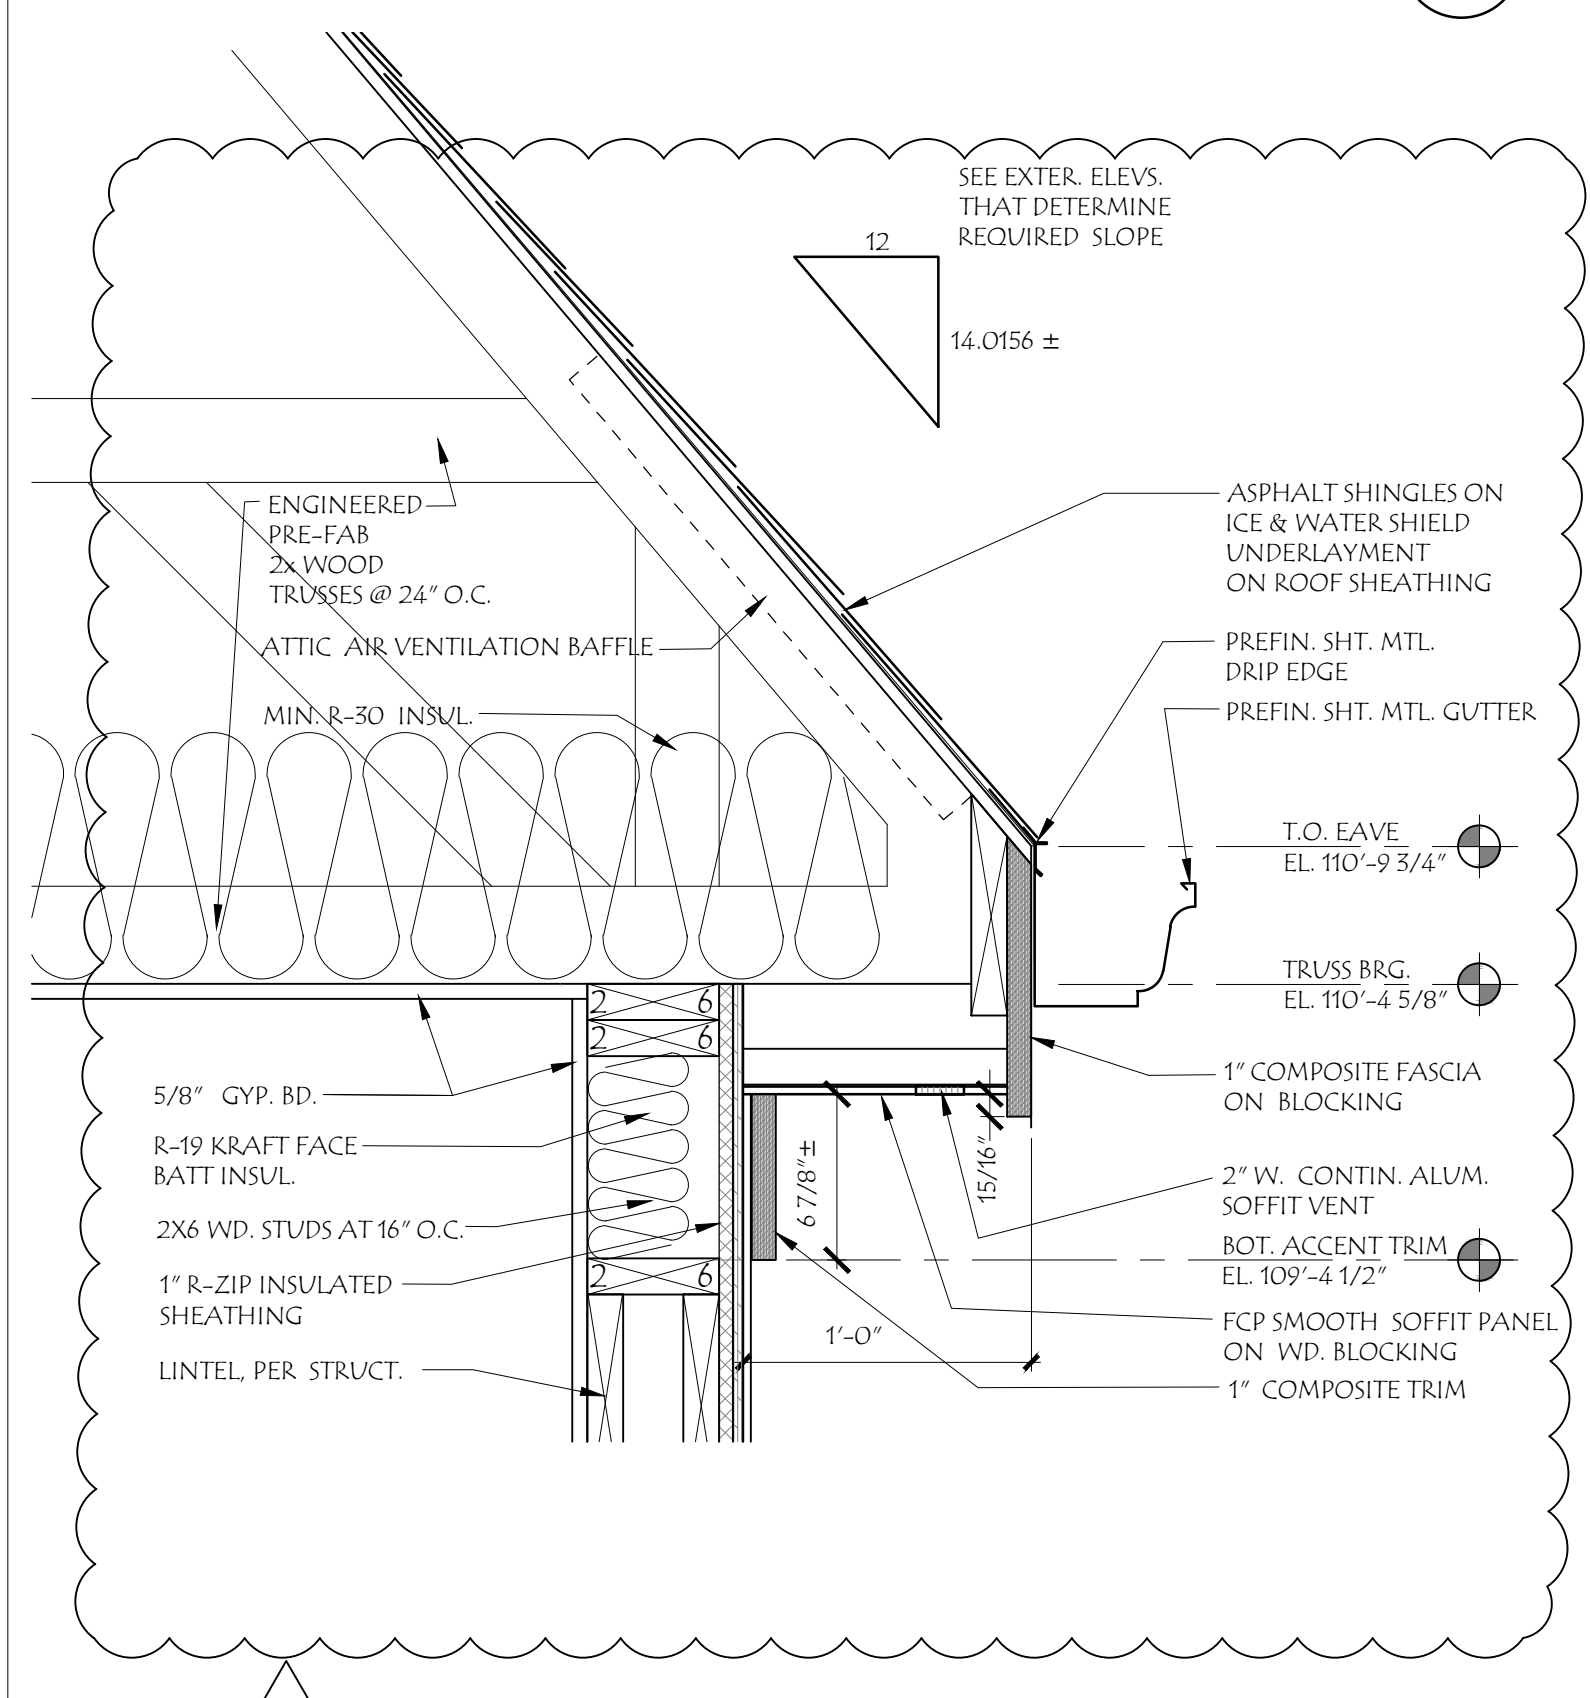 SEE EXTER. ELEVS.
THAT DETERMINE
REQUIRED SLOPE
12
14.0156 ±
ENGINEERED
PRE-FAB
2x WOOD
TRUSSES @ 24" O.C.
ATTIC AIR VENTILATION BAFFLE
MIN. R-30 INSUL.
ASPHALT SHINGLES ON
ICE & WATER SHIELD
UNDERLAYMENT
ON ROOF SHEATHING
PREFIN. SHT. MTL.
DRIP EDGE
PREFIN. SHT. MTL. GUTTER
T.O. EAVE
EL. 110'-9 3/4"
TRUSS BRG.
EL. 110'-4 5/8"
2 6
2 6
5/8" GYP. BD.
R-19 KRAFT FACE
BATT INSUL.
2X6 WD. STUDS AT 16" O.C.
1" R-ZIP INSULATED
SHEATHING
2 6
LINTEL, PER STRUCT.
6 7/8"±
15/16"
1'-0"
1" COMPOSITE FASCIA
ON BLOCKING
2" W. CONTIN. ALUM.
SOFFIT VENT
BOT. ACCENT TRIM
EL. 109'-4 1/2"
FCP SMOOTH SOFFIT PANEL
ON WD. BLOCKING
1" COMPOSITE TRIM